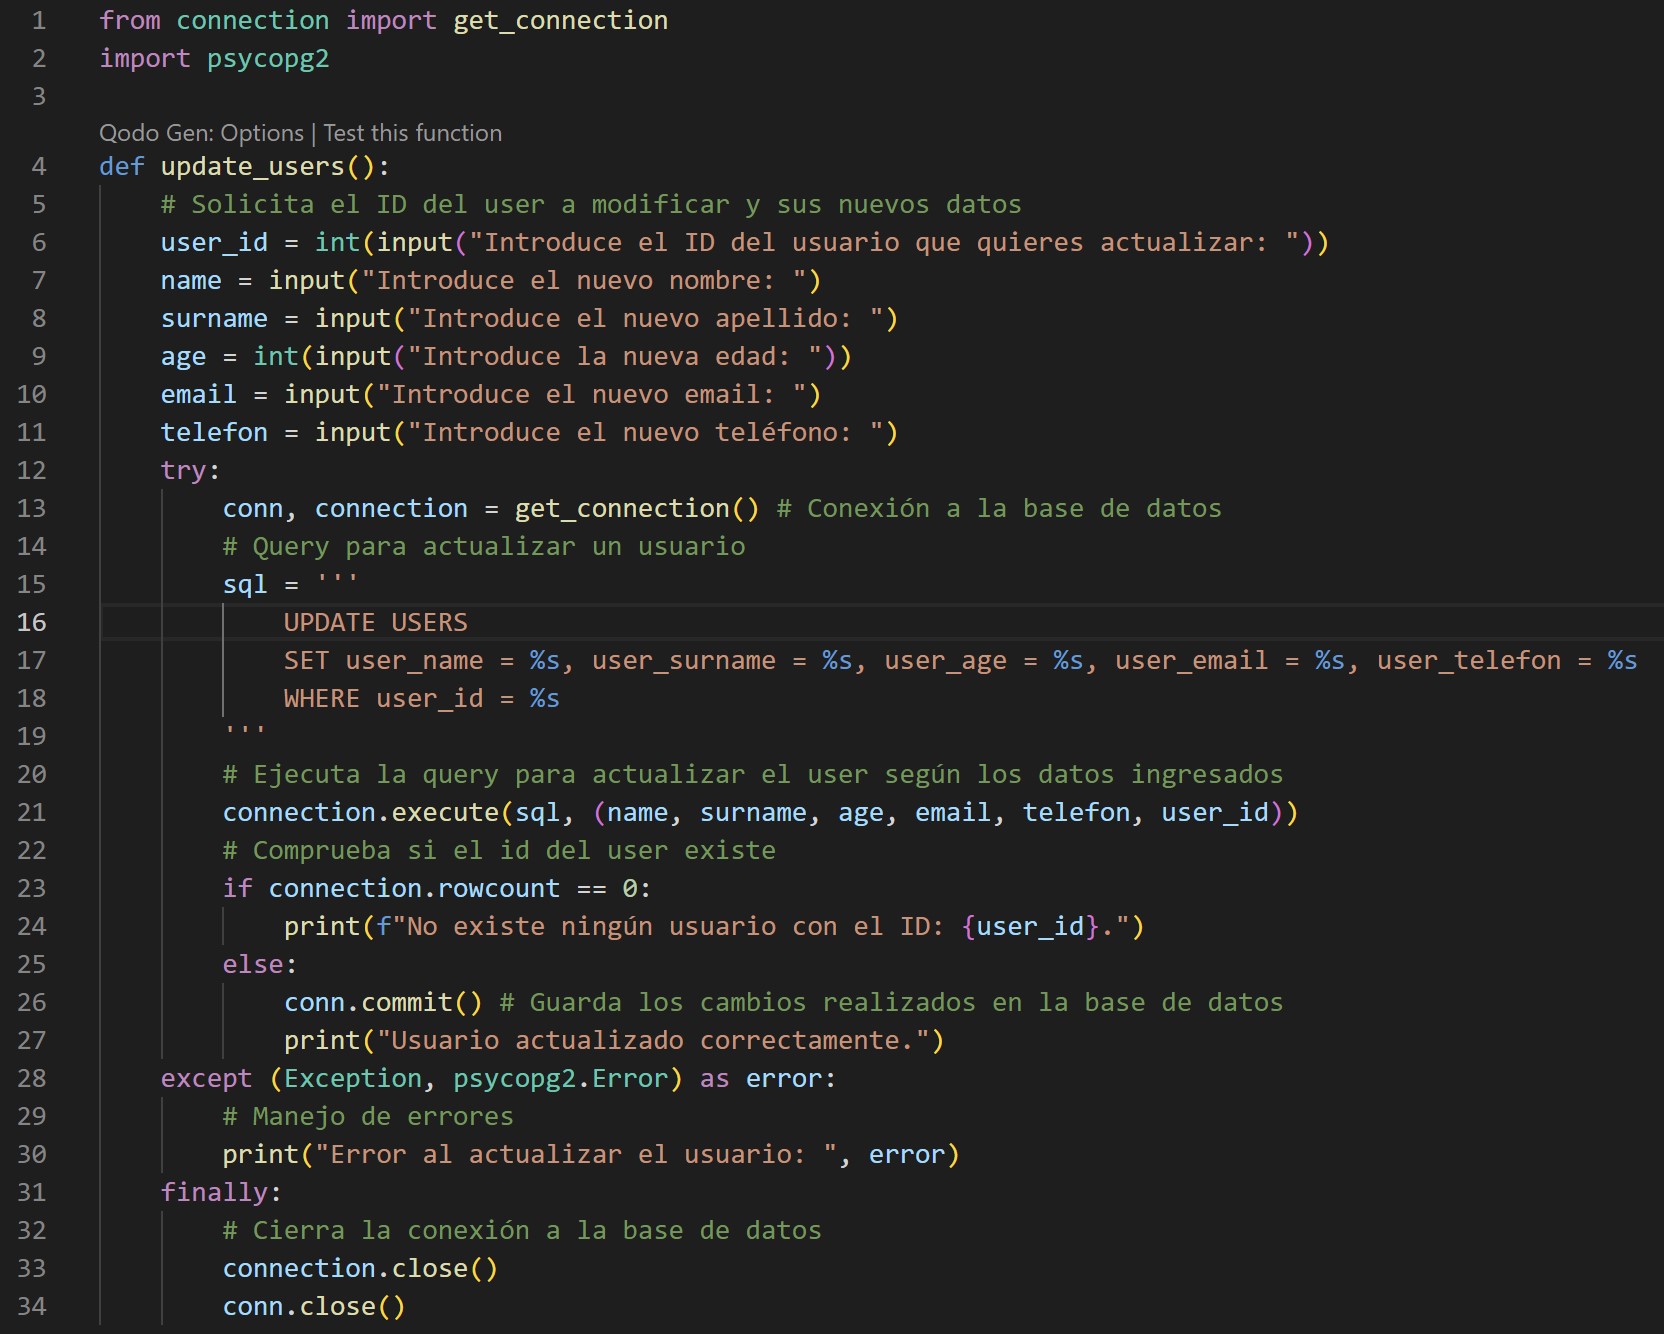 1 from connection import get_connection
2 import psycopg2
3
Qodo Gen: Options | Test this function
4 def update_users():
5     # Solicita el ID del user a modificar y sus nuevos datos
6     user_id = int(input("Introduce el ID del usuario que quieres actualizar: "))
7     name = input("Introduce el nuevo nombre: ")
8     surname = input("Introduce el nuevo apellido: ")
9     age = int(input("Introduce la nueva edad: "))
10     email = input("Introduce el nuevo email: ")
11     telefon = input("Introduce el nuevo teléfono: ")
12     try:
13         conn, connection = get_connection() # Conexión a la base de datos
14         # Query para actualizar un usuario
15         sql = '''
16             UPDATE USERS
17             SET user_name = %s, user_surname = %s, user_age = %s, user_email = %s, user_telefon = %s
18             WHERE user_id = %s
19         '''
20         # Ejecuta la query para actualizar el user según los datos ingresados
21         connection.execute(sql, (name, surname, age, email, telefon, user_id))
22         # Comprueba si el id del user existe
23         if connection.rowcount == 0:
24             print(f"No existe ningún usuario con el ID: {user_id}.")
25         else:
26             conn.commit() # Guarda los cambios realizados en la base de datos
27             print("Usuario actualizado correctamente.")
28     except (Exception, psycopg2.Error) as error:
29         # Manejo de errores
30         print("Error al actualizar el usuario: ", error)
31     finally:
32         # Cierra la conexión a la base de datos
33         connection.close()
34         conn.close()